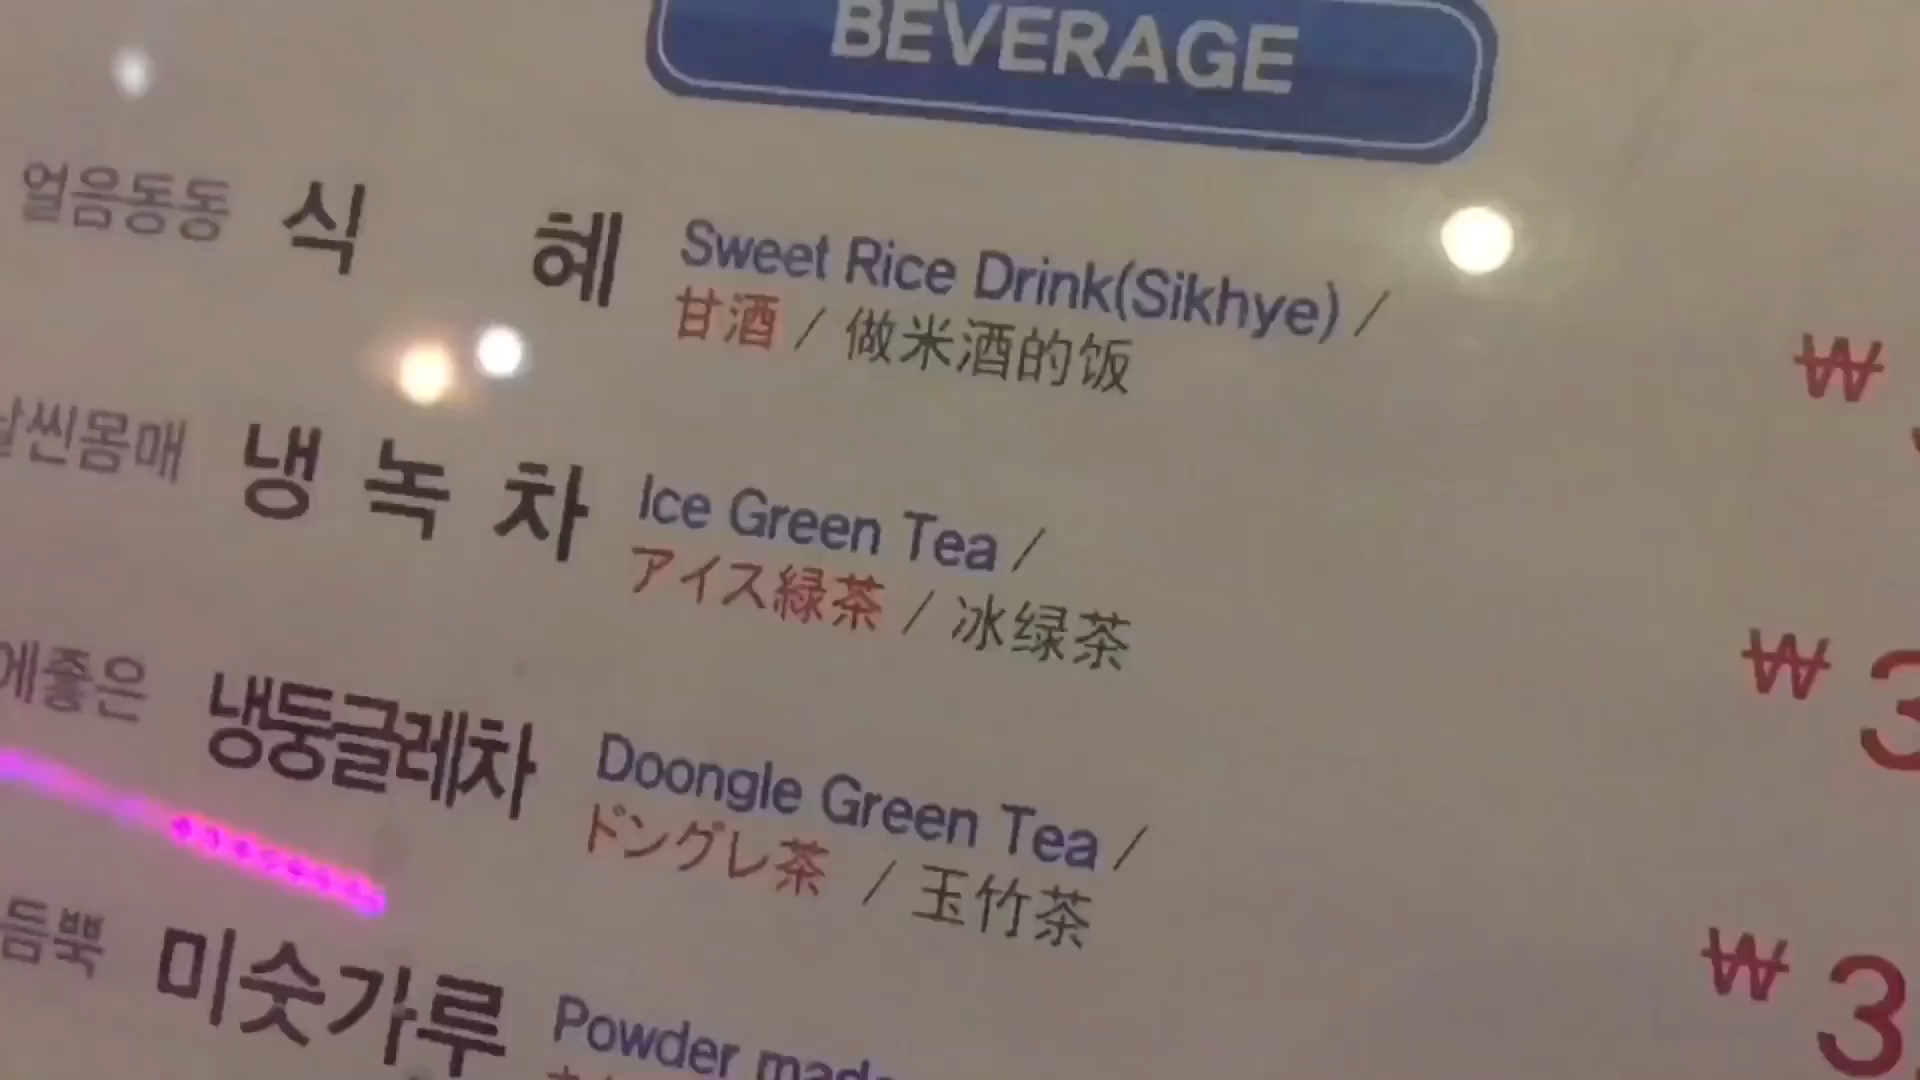 BEVERAGE
얼음동동 식 혜 Sweet Rice Drink(Sikhye) /
甘酒 / 做米酒的饭
₩
날씬몸매 냉 녹 차 Ice Green Tea /
アイス緑茶 / 冰绿茶
₩ 3
에좋은 냉둥글레차 Doongle Green Tea /
ドングレ茶 / 玉竹茶
₩ 3
듬뿍 미숫가루 Powder made